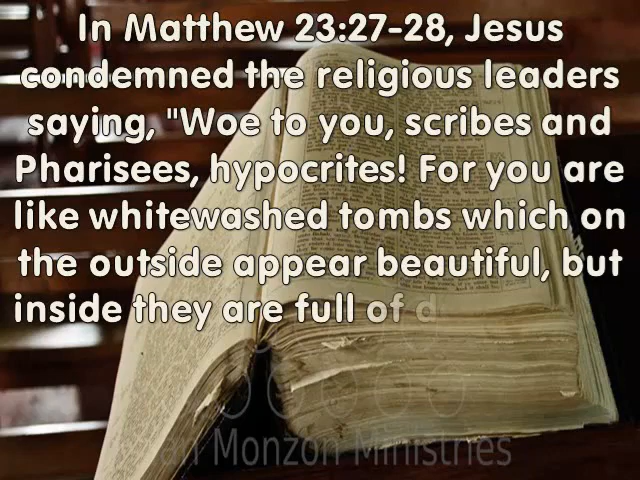 In Matthew 23:27-28, Jesus
condemned the religious leaders
saying, "Woe to you, scribes and
Pharisees, hypocrites! For you are
like whitewashed tombs which on
the outside appear beautiful, but
inside they are full of d
Monzon Ministries